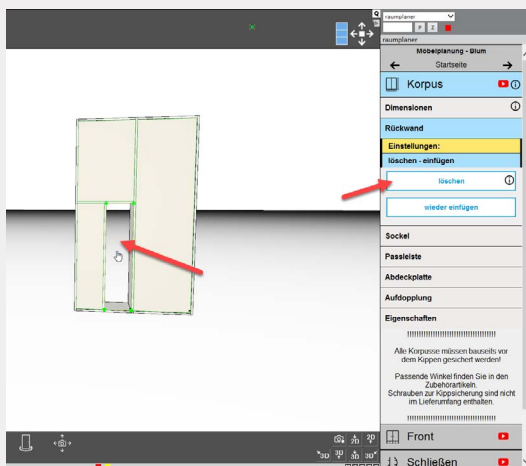 raumplaner
P Z
raumplaner
Möbelplanung - Blum
Startseite
Korpus
Dimensionen
Rückwand
Einstellungen:
löschen - einfügen
löschen
wieder einfügen
Sockel
Passleiste
Abdeckplatte
Aufdopplung
Eigenschaften
!!!!!!!!!!!!!!!!!!!!!!!!!!!!!!!!!!!!!!!
Alle Korpusse müssen bauseits vor
dem Kippen gesichert werden!
Passende Winkel finden Sie in den
Zubehörartikeln.
Schrauben zur Kippsicherung sind nicht
im Lieferumfang enthalten.
!!!!!!!!!!!!!!!!!!!!!!!!!!!!!!!!!!!!!!!
Front
Schließen